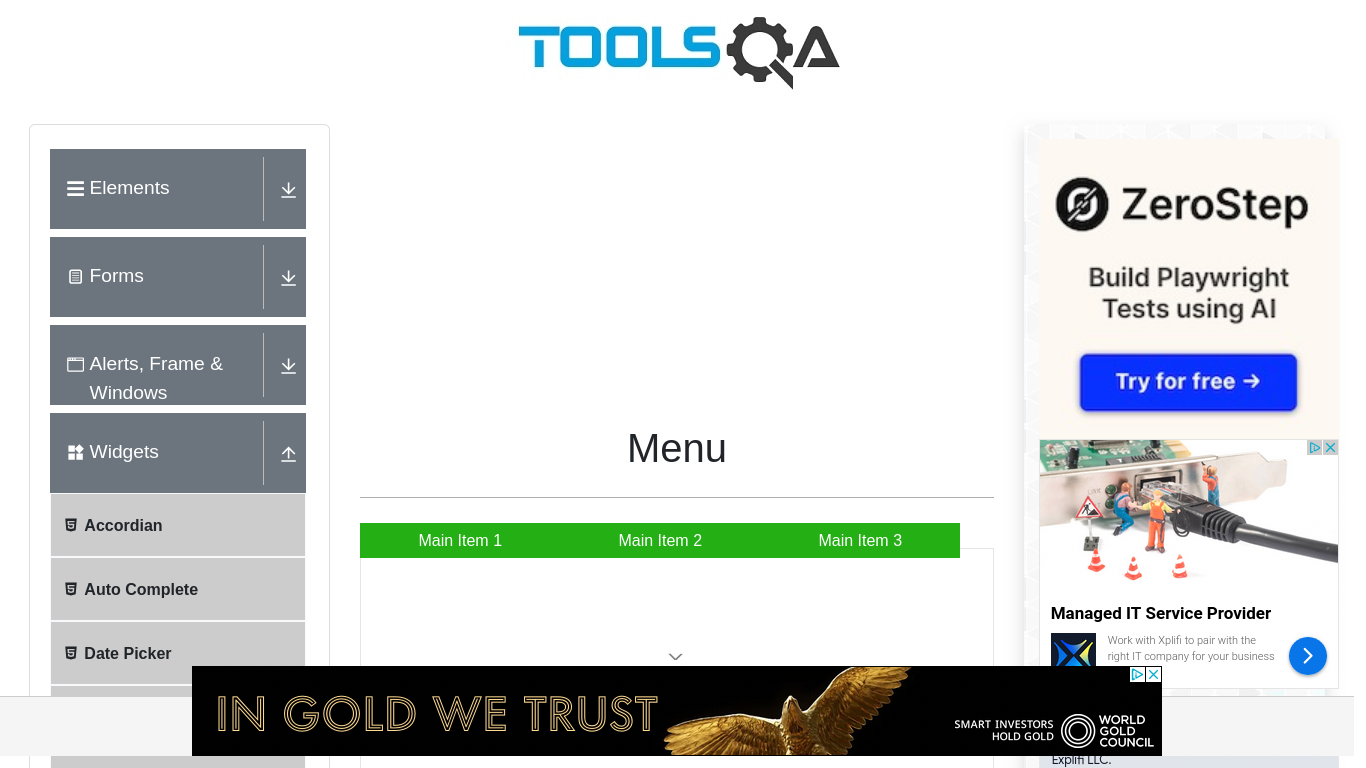 TOOLSQA
Elements
Forms
Alerts, Frame &
Windows
Widgets
Accordian
Auto Complete
Date Picker
Menu
Main Item 1
Main Item 2
Main Item 3
ZeroStep
Build Playwright
Tests using AI
Try for free →
Managed IT Service Provider
Work with Xplifi to pair with the
right IT company for your business
Explifi LLC.
IN GOLD WE TRUST
SMART INVESTORS
HOLD GOLD
WORLD
GOLD
COUNCIL